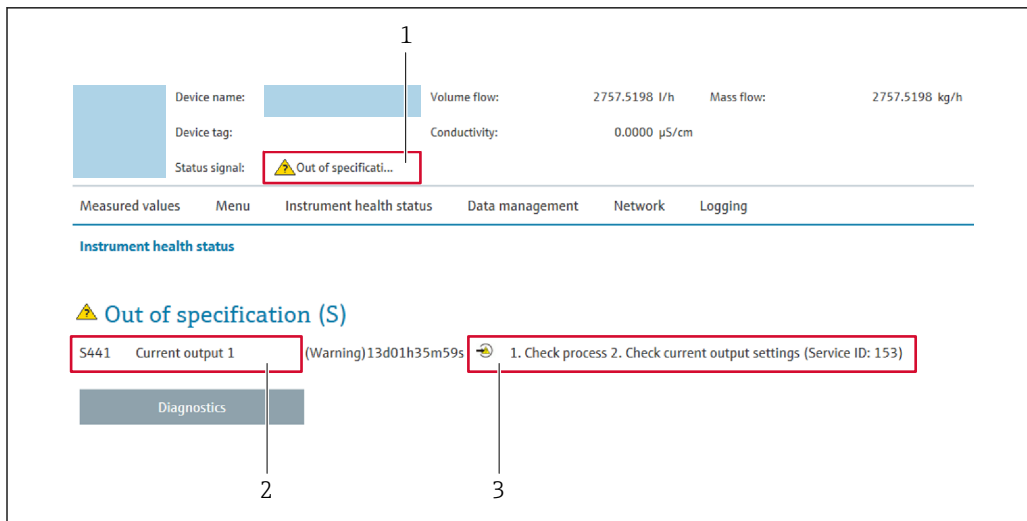 1
Device name: Volume flow: 2757.5198 l/h Mass flow: 2757.5198 kg/h
Device tag: Conductivity: 0.0000 µS/cm
Status signal: Out of specificati...
Measured values Menu Instrument health status Data management Network Logging
Instrument health status
Out of specification (S)
S441 Current output 1 (Warning)13d01h35m59s 1. Check process 2. Check current output settings (Service ID: 153)
Diagnostics
2 3